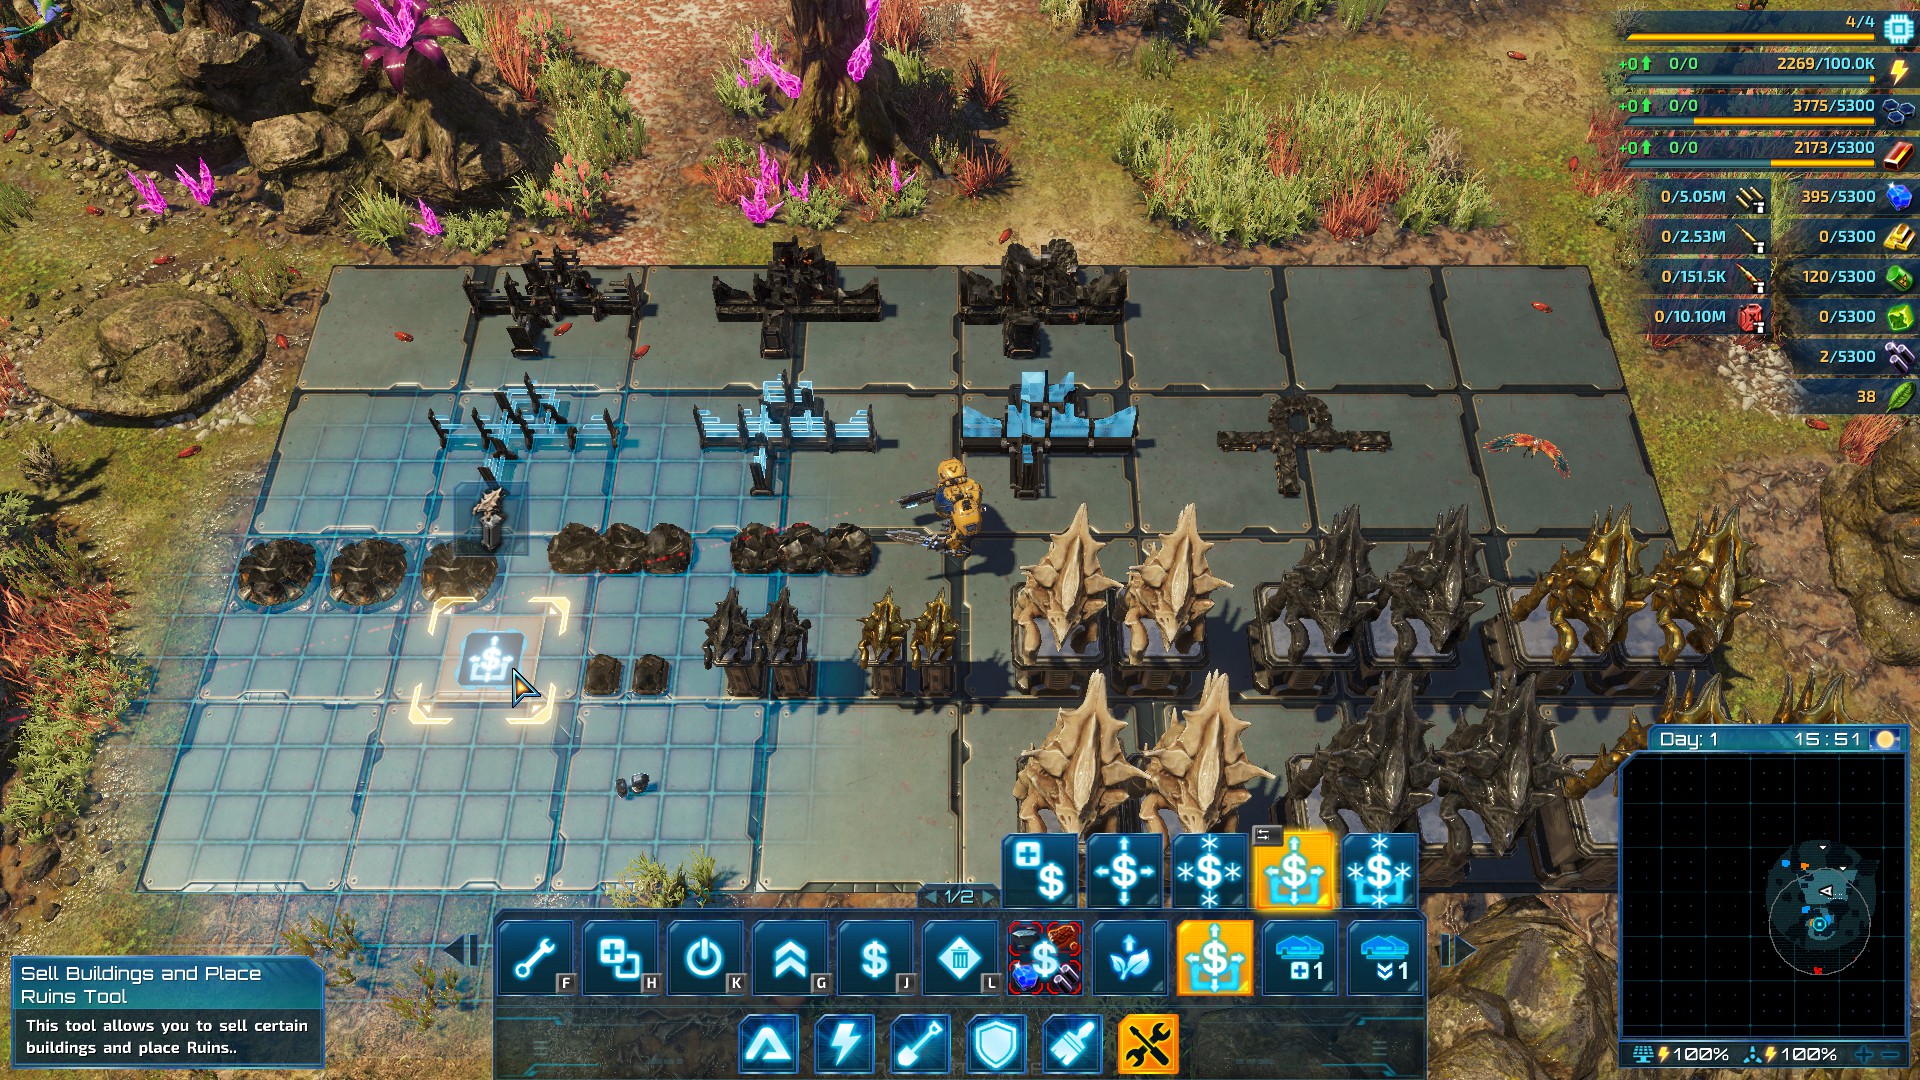 4/4
+0 0/0 2269/100.0K
+0 0/0 3775/5300
+0 0/0 2173/5300
0/5.05M 395/5300
0/2.53M 0/5300
0/151.5K 120/5300
0/10.10M 0/5300
2/5300
38
Day: 1 15:51
1/2
F H K G J L 1 1
Sell Buildings and Place
Ruins Tool
This tool allows you to sell certain
buildings and place Ruins..
100% 100%